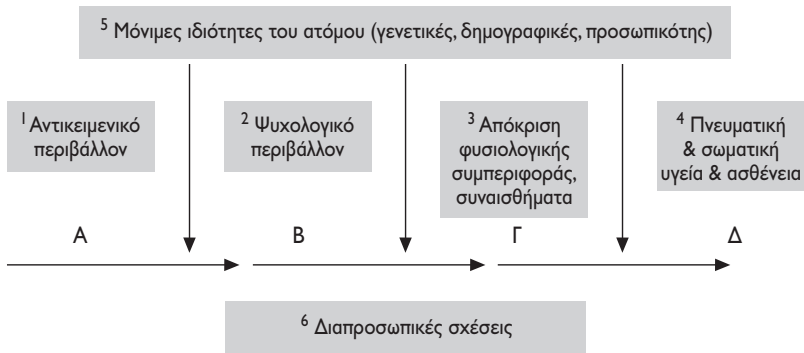 5 Μόνιμες ιδιότητες του ατόμου (γενετικές, δημογραφικές, προσωπικότης)
1 Αντικειμενικό
περιβάλλον
2 Ψυχολογικό
περιβάλλον
3 Απόκριση
φυσιολογικής
συμπεριφοράς,
συναισθήματα
4 Πνευματική
& σωματική
υγεία & ασθένεια
Α Β Γ Δ
6 Διαπροσωπικές σχέσεις